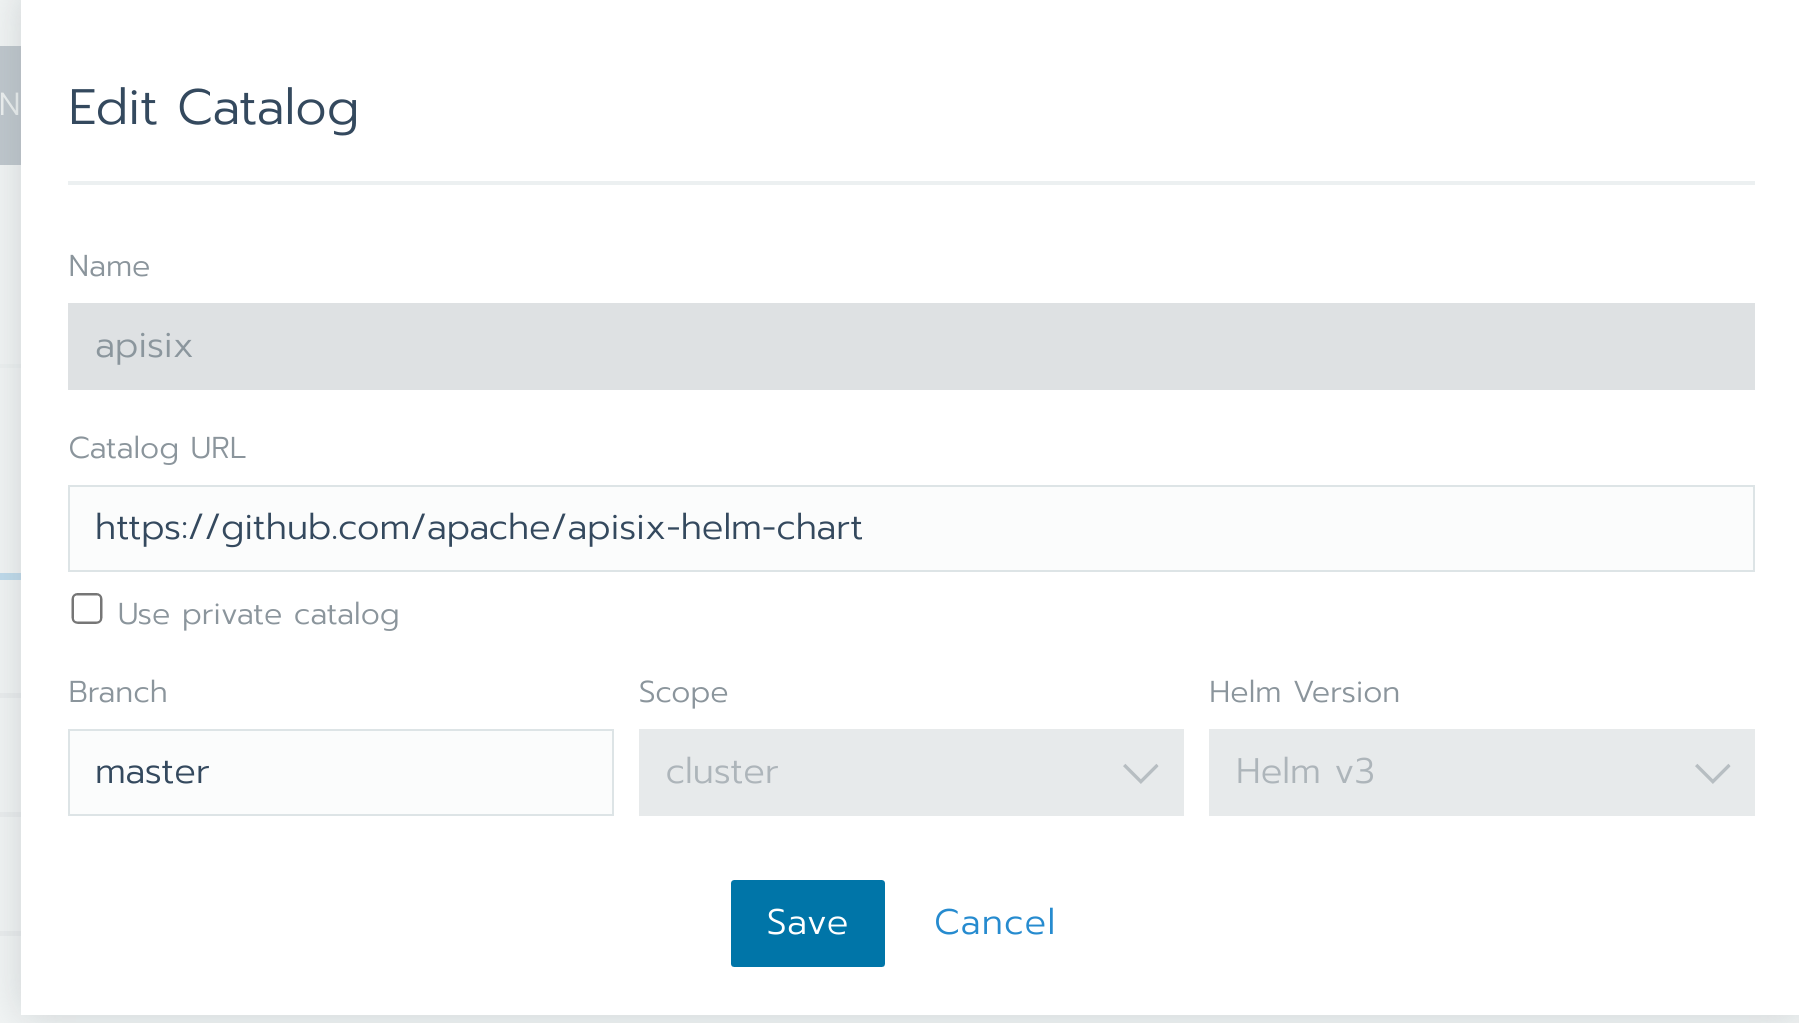 N
Edit Catalog
Name
apisix
Catalog URL
https://github.com/apache/apisix-helm-chart
Use private catalog
Branch Scope Helm Version
master cluster Helm v3
Save Cancel